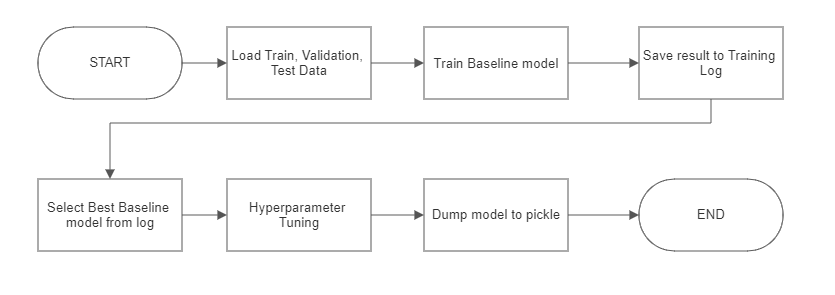 START
Load Train, Validation,
Test Data
Train Baseline model
Save result to Training
Log
Select Best Baseline
model from log
Hyperparameter
Tuning
Dump model to pickle
END